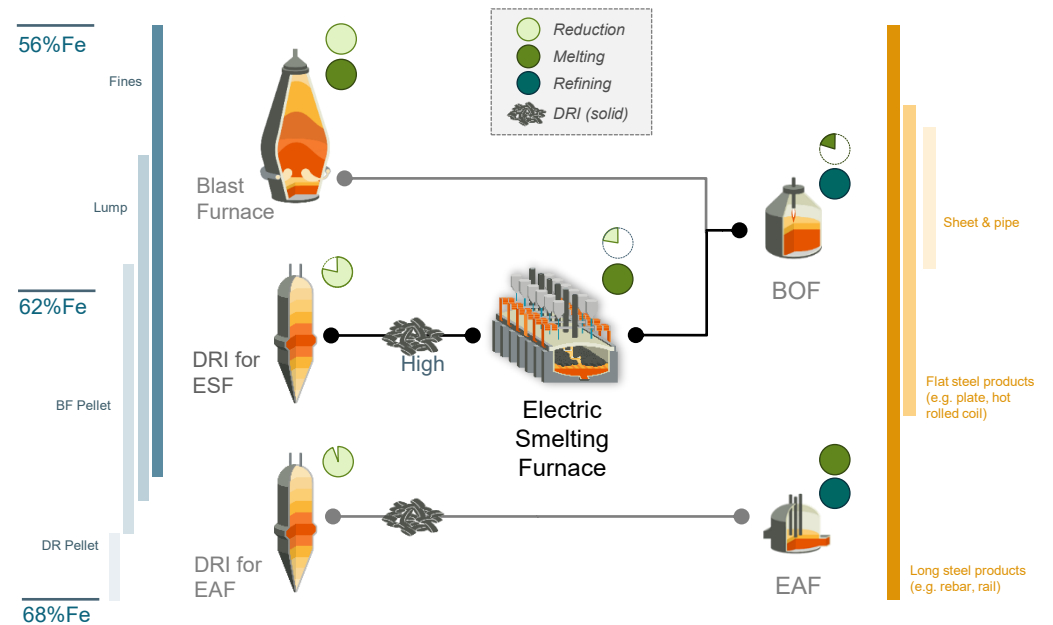 56%Fe
Fines
Lump
62%Fe
BF Pellet
DR Pellet
68%Fe
Reduction
Melting
Refining
DRI (solid)
Blast
Furnace
DRI for
ESF
High
Electric
Smelting
Furnace
DRI for
EAF
BOF
EAF
Sheet & pipe
Flat steel products
(e.g. plate, hot
rolled coil)
Long steel products
(e.g. rebar, rail)